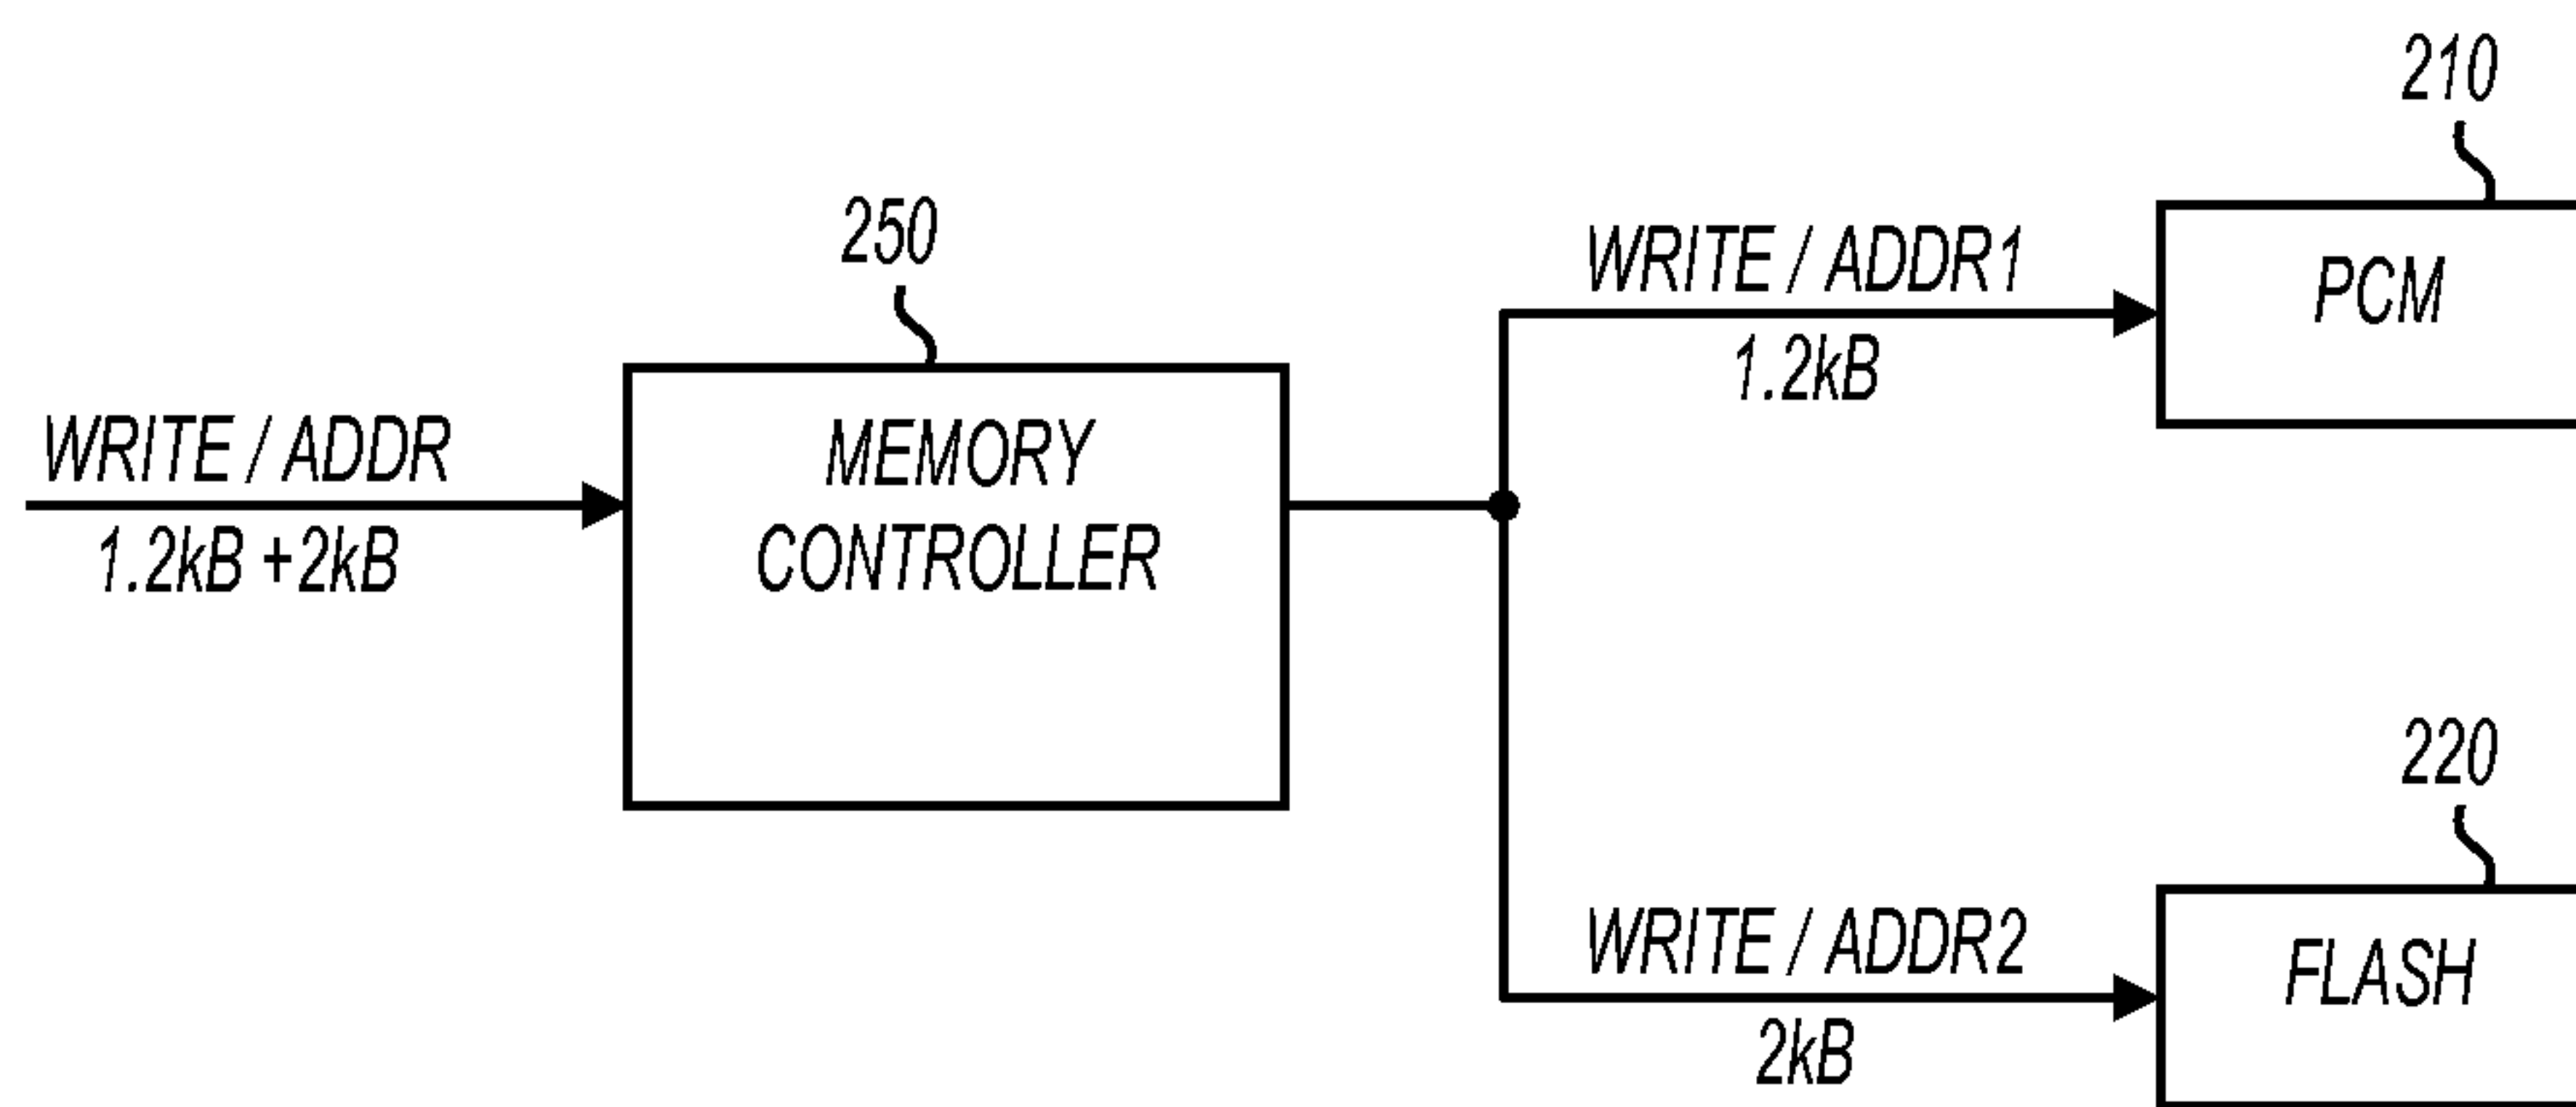 210
250
WRITE / ADDR1
PCM
1.2kB
WRITE / ADDR
MEMORY
CONTROLLER
1.2kB +2kB
220
WRITE / ADDR2
FLASH
2kB